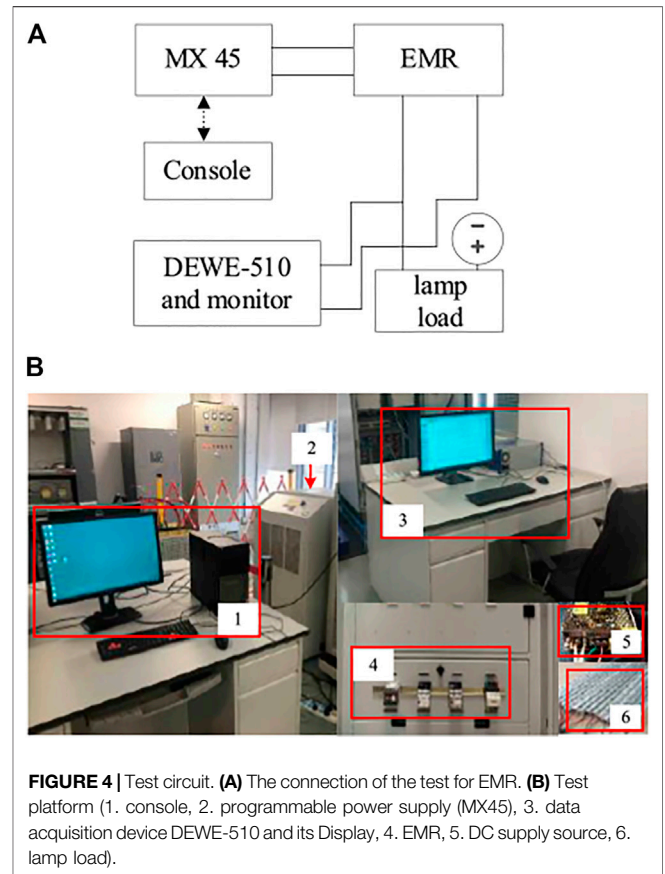 A
MX 45
EMR
Console
DEWE-510
and monitor
−
+
lamp
load
B
2
1
3
4
5
6
FIGURE 4 | Test circuit. (A) The connection of the test for EMR. (B) Test
platform (1. console, 2. programmable power supply (MX45), 3. data
acquisition device DEWE-510 and its Display, 4. EMR, 5. DC supply source, 6.
lamp load).